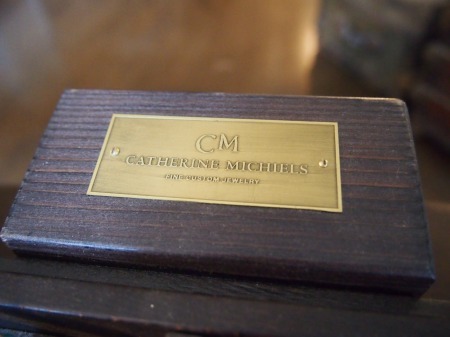 CM
CATHERINE MICHIELS
FINE CUSTOM JEWELRY